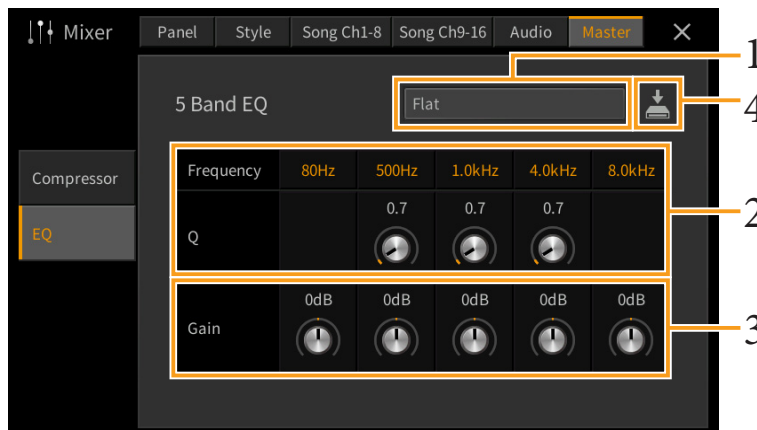 Mixer Panel Style Song Ch1-8 Song Ch9-16 Audio Master
1
5 Band EQ Flat
4
Compressor
EQ
Frequency 80Hz 500Hz 1.0kHz 4.0kHz 8.0kHz
Q 0.7 0.7 0.7
2
Gain 0dB 0dB 0dB 0dB 0dB
3